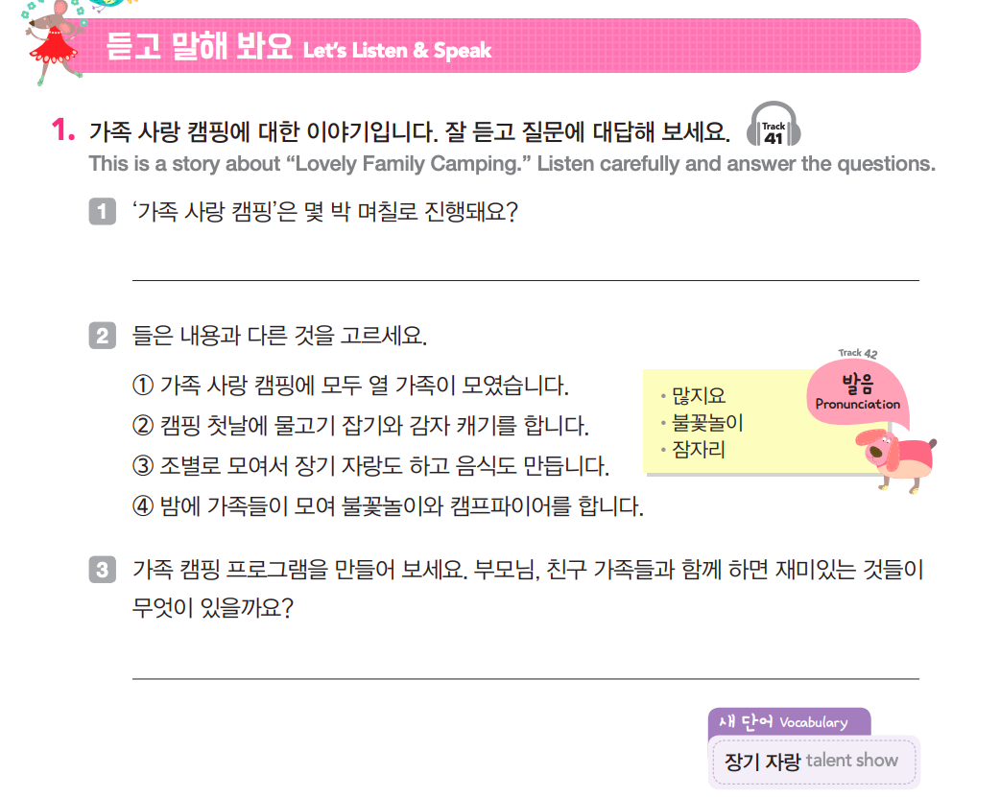 듣고 말해 봐요 Let's Listen & Speak
1. 가족 사랑 캠핑에 대한 이야기입니다. 잘 듣고 질문에 대답해 보세요. Track 41
This is a story about “Lovely Family Camping.” Listen carefully and answer the questions.
1 ‘가족 사랑 캠핑’은 몇 박 며칠로 진행돼요?
2 들은 내용과 다른 것을 고르세요.
① 가족 사랑 캠핑에 모두 열 가족이 모였습니다.
② 캠핑 첫날에 물고기 잡기와 감자 캐기를 합니다.
③ 조별로 모여서 장기 자랑도 하고 음식도 만듭니다.
④ 밤에 가족들이 모여 불꽃놀이와 캠프파이어를 합니다.
Track 42
발음
Pronunciation
• 많지요
• 불꽃놀이
• 잠자리
3 가족 캠핑 프로그램을 만들어 보세요. 부모님, 친구 가족들과 함께 하면 재미있는 것들이
무엇이 있을까요?
새 단어 Vocabulary
장기 자랑 talent show